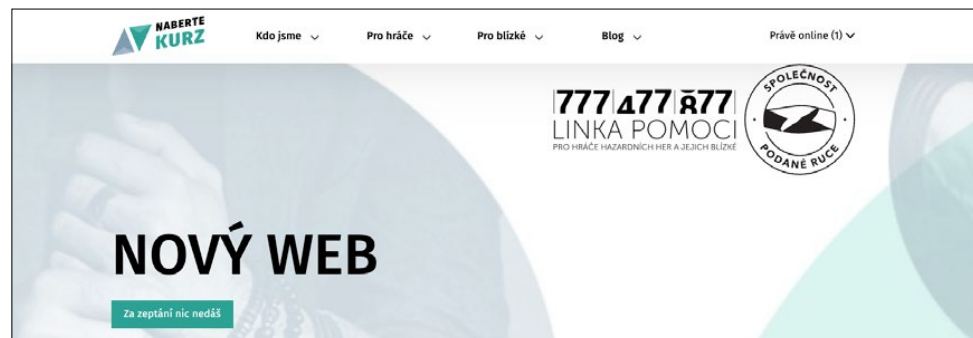 NABERTE
KURZ
Kdo jsme
Pro hráče
Pro blízké
Blog
Právě online (1)
777 477 877
LINKA POMOCI
PRO HRÁČE HAZARDNÍCH HER A JEJICH BLÍZKÉ
SPOLEČNOST
PODANÉ RUCE
NOVÝ WEB
Za zeptání nic nedáš